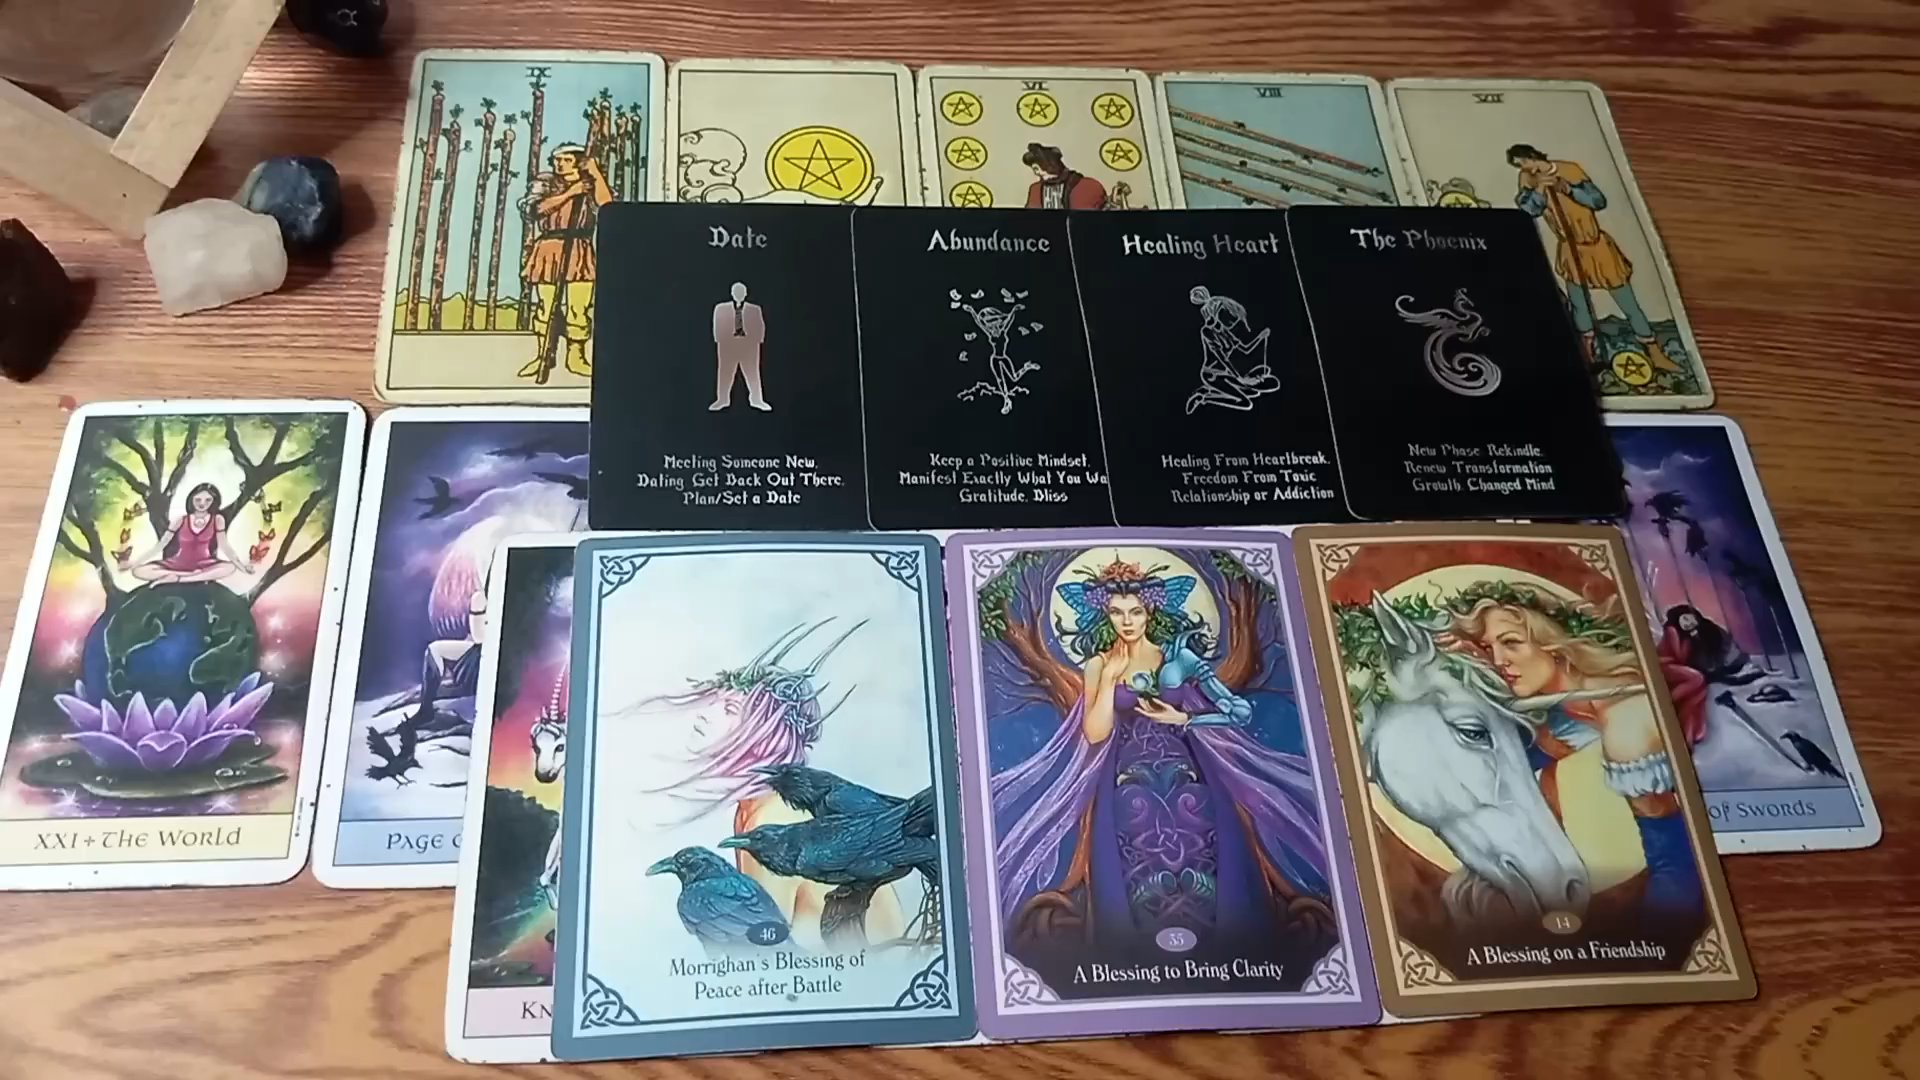 IX
VI
VIII
VII
Date
Meeting Someone New.
Dating Get Back Out There.
Plan/Set a Date
Abundance
Keep a Positive Mindset.
Manifest Exactly What You Wa
Gratitude. Bliss
Healing Heart
Healing From Heartbreak.
Freedom From Toxic
Relationship or Addiction
The Phoenix
New Phase Rekindle.
Renew Transformation
Growth. Changed Mind
XXI + THE WORLD
PAGE
KN
46
Morrighan's Blessing of
Peace after Battle
35
A Blessing to Bring Clarity
14
A Blessing on a Friendship
OF SWORDS